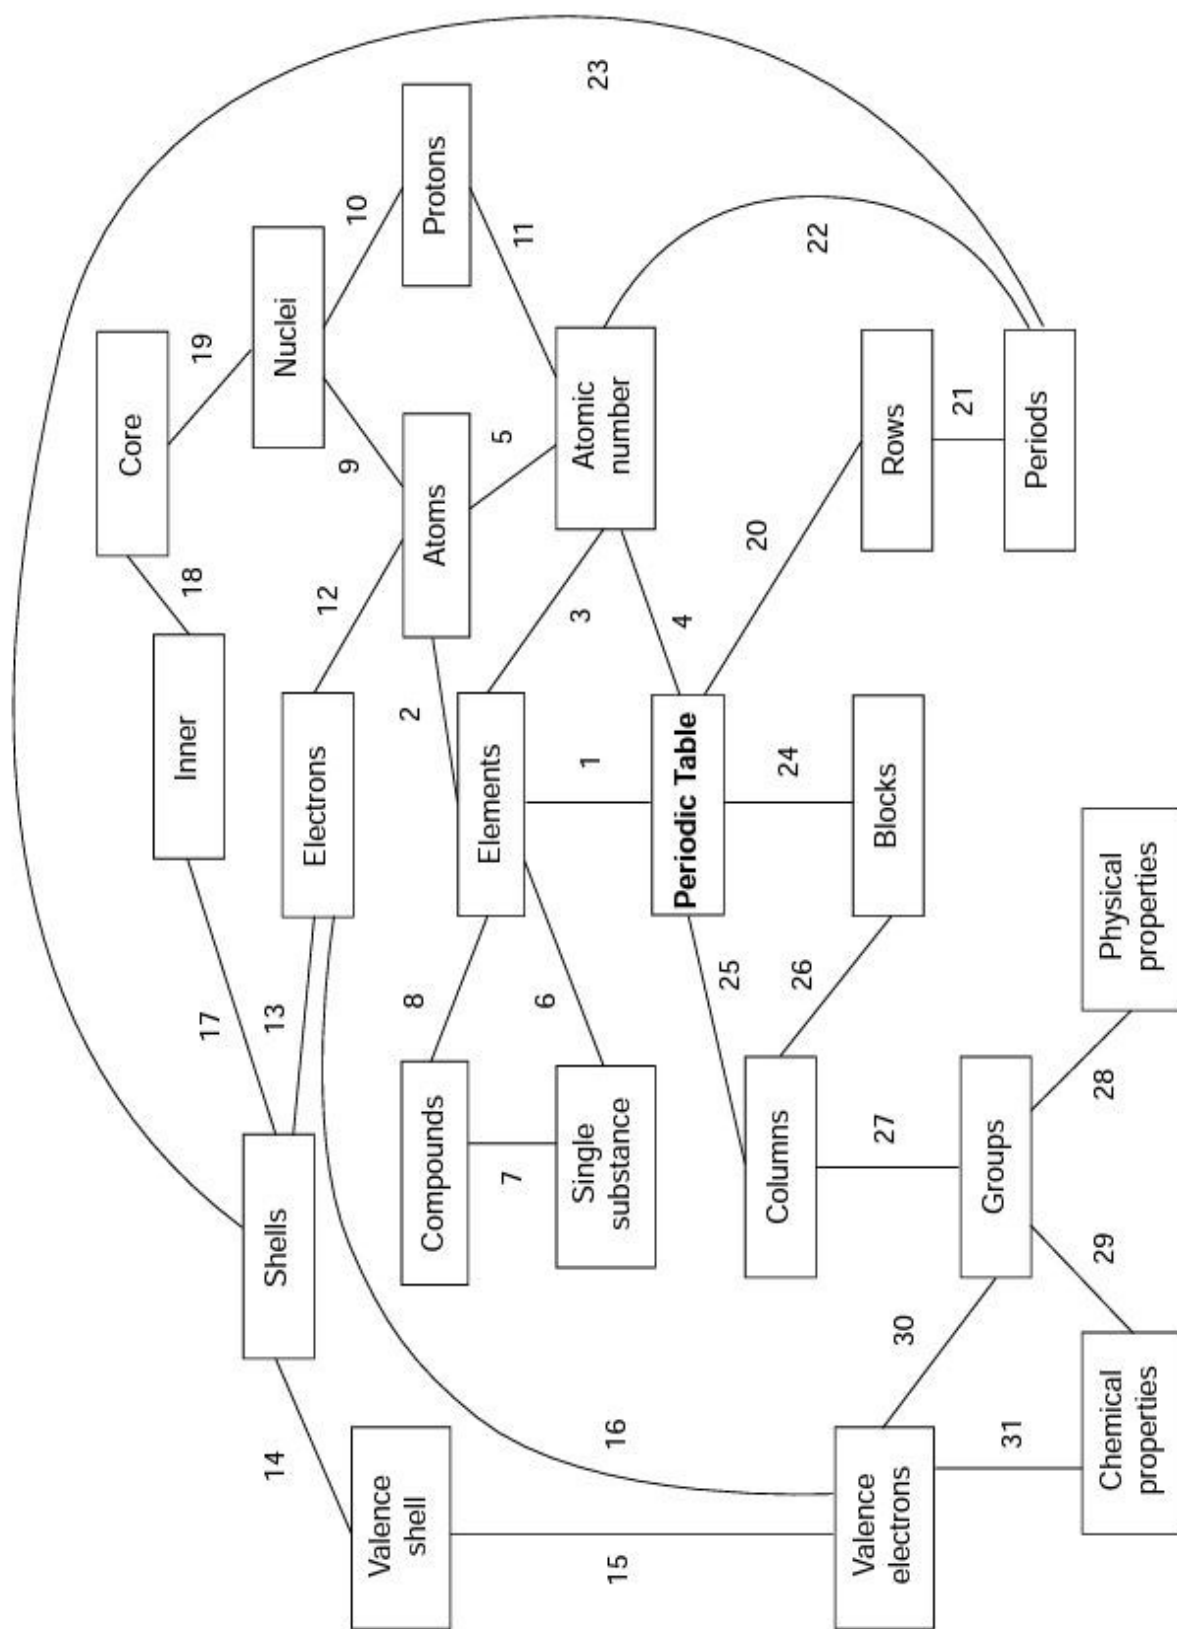 Core
19
18
Inner
17
Shells
14
13
Nuclei
Electrons
12
9
10
Valence
shell
Compounds
8
2
Atoms
Protons
Elements
5
7
6
11
Single
substance
3
1
Atomic
number
15
16
23
Periodic Table
4
25
24
20
Columns
26
22
Valence
electrons
30
27
Blocks
Rows
21
Groups
31
Periods
29
28
Chemical
properties
Physical
properties